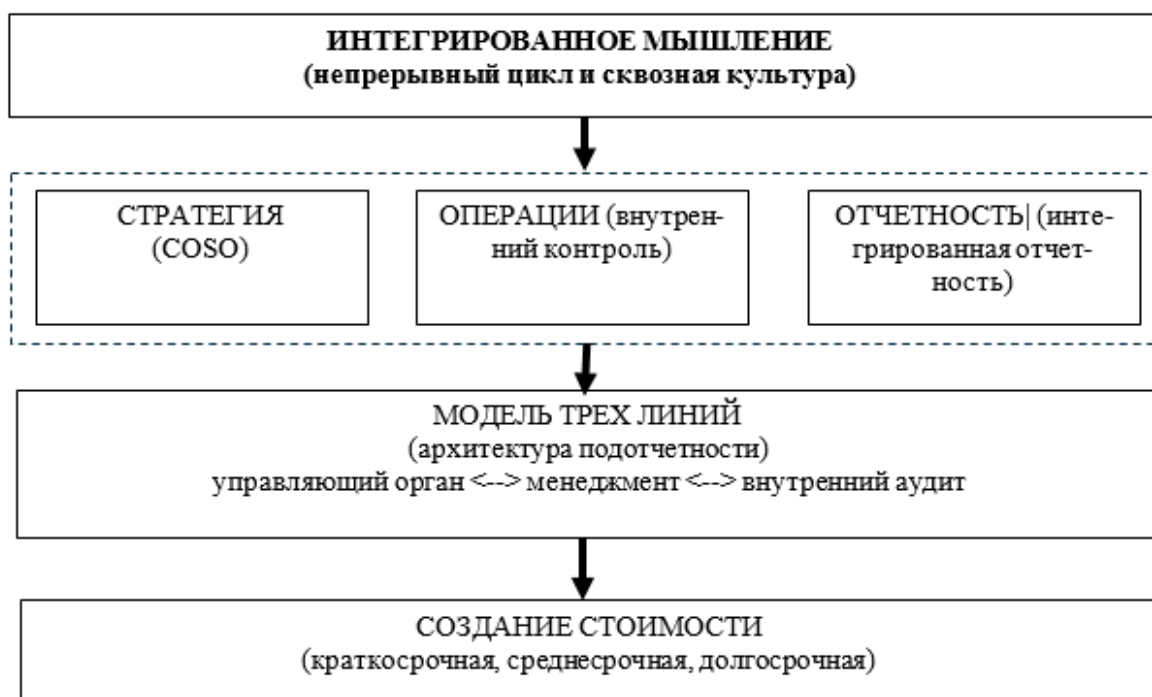 ИНТЕГРИРОВАННОЕ МЫШЛЕНИЕ
(непрерывный цикл и сквозная культура)
СТРАТЕГИЯ
(COSO)
ОПЕРАЦИИ (внутрен-
ний контроль)
ОТЧЕТНОСТЬ| (инте-
грированная отчет-
ность)
МОДЕЛЬ ТРЕХ ЛИНИЙ
(архитектура подотчетности)
управляющий орган <--> менеджмент <--> внутренний аудит
СОЗДАНИЕ СТОИМОСТИ
(краткосрочная, среднесрочная, долгосрочная)